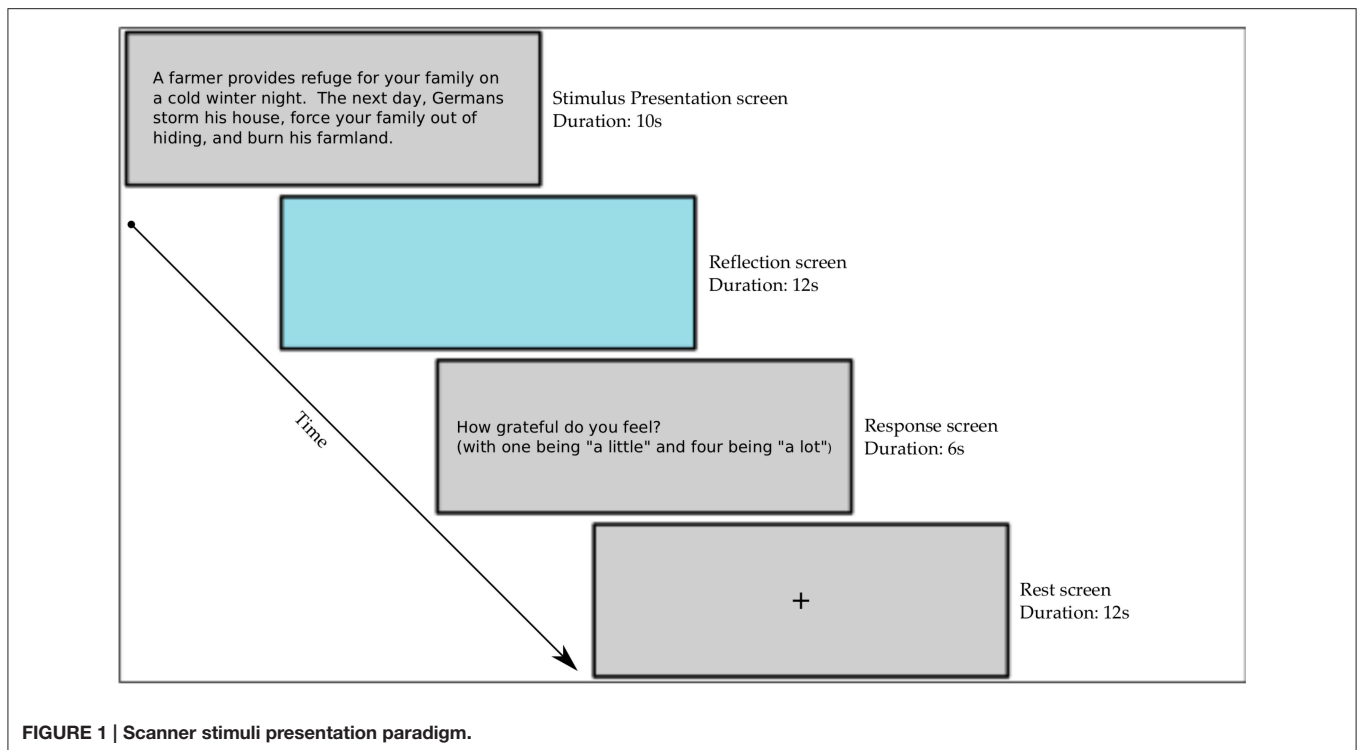 A farmer provides refuge for your family on
a cold winter night.  The next day, Germans
storm his house, force your family out of
hiding, and burn his farmland.
Stimulus Presentation screen
Duration: 10s
Reflection screen
Duration: 12s
Time
How grateful do you feel?
(with one being "a little" and four being "a lot")
Response screen
Duration: 6s
+
Rest screen
Duration: 12s
FIGURE 1 | Scanner stimuli presentation paradigm.